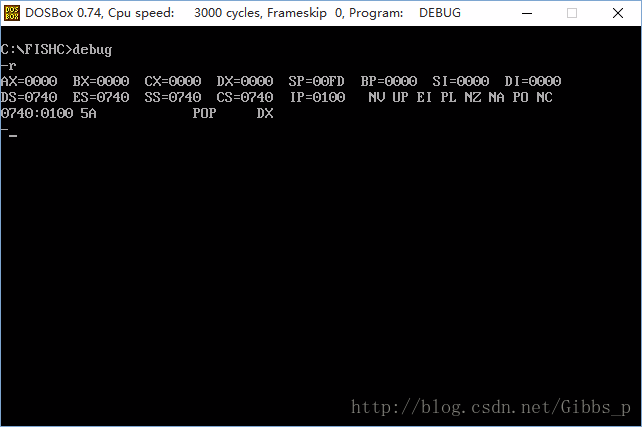 DOS BOX DOSBox 0.74, Cpu speed: 3000 cycles, Frameskip 0, Program: DEBUG
C:\FISHC>debug
-r
AX=0000 BX=0000 CX=0000 DX=0000 SP=00FD BP=0000 SI=0000 DI=0000
DS=0740 ES=0740 SS=0740 CS=0740 IP=0100 NV UP EI PL NZ NA PO NC
0740:0100 5A POP DX
-_
http://blog.csdn.net/Gibbs_p